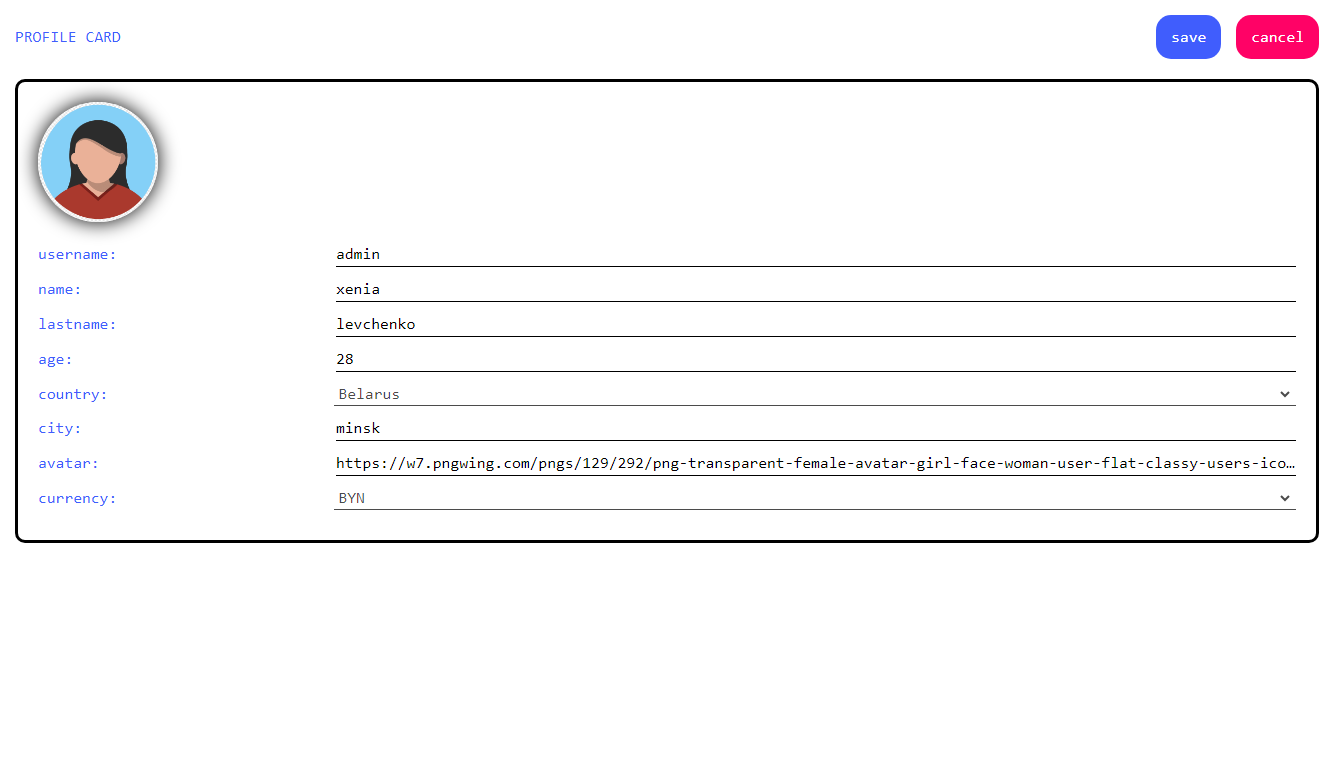 PROFILE CARD save cancel
username: admin
name: xenia
lastname: levchenko
age: 28
country: Belarus
city: minsk
avatar: https://w7.pngwing.com/pngs/129/292/png-transparent-female-avatar-girl-face-woman-user-flat-classy-users-ico…
currency: BYN